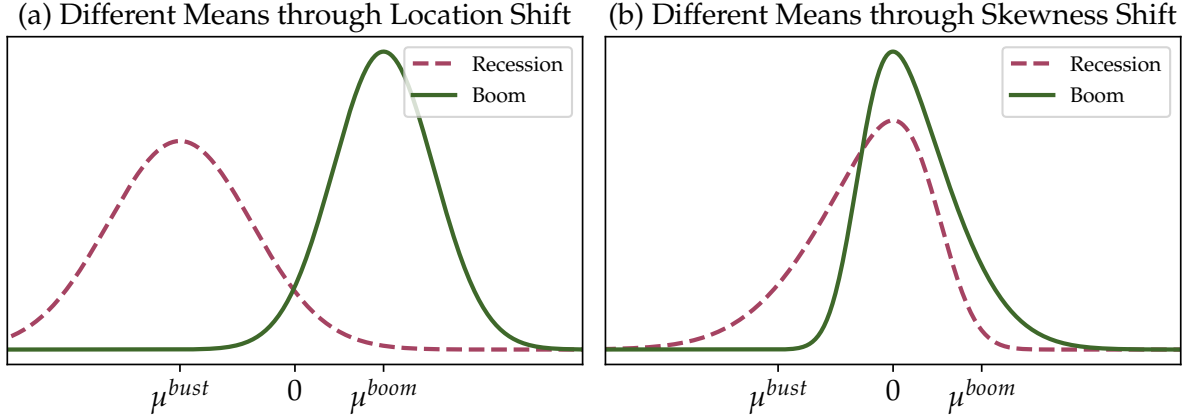 (a) Different Means through Location Shift
Recession
Boom
μ^bust 0 μ^boom
(b) Different Means through Skewness Shift
Recession
Boom
μ^bust 0 μ^boom